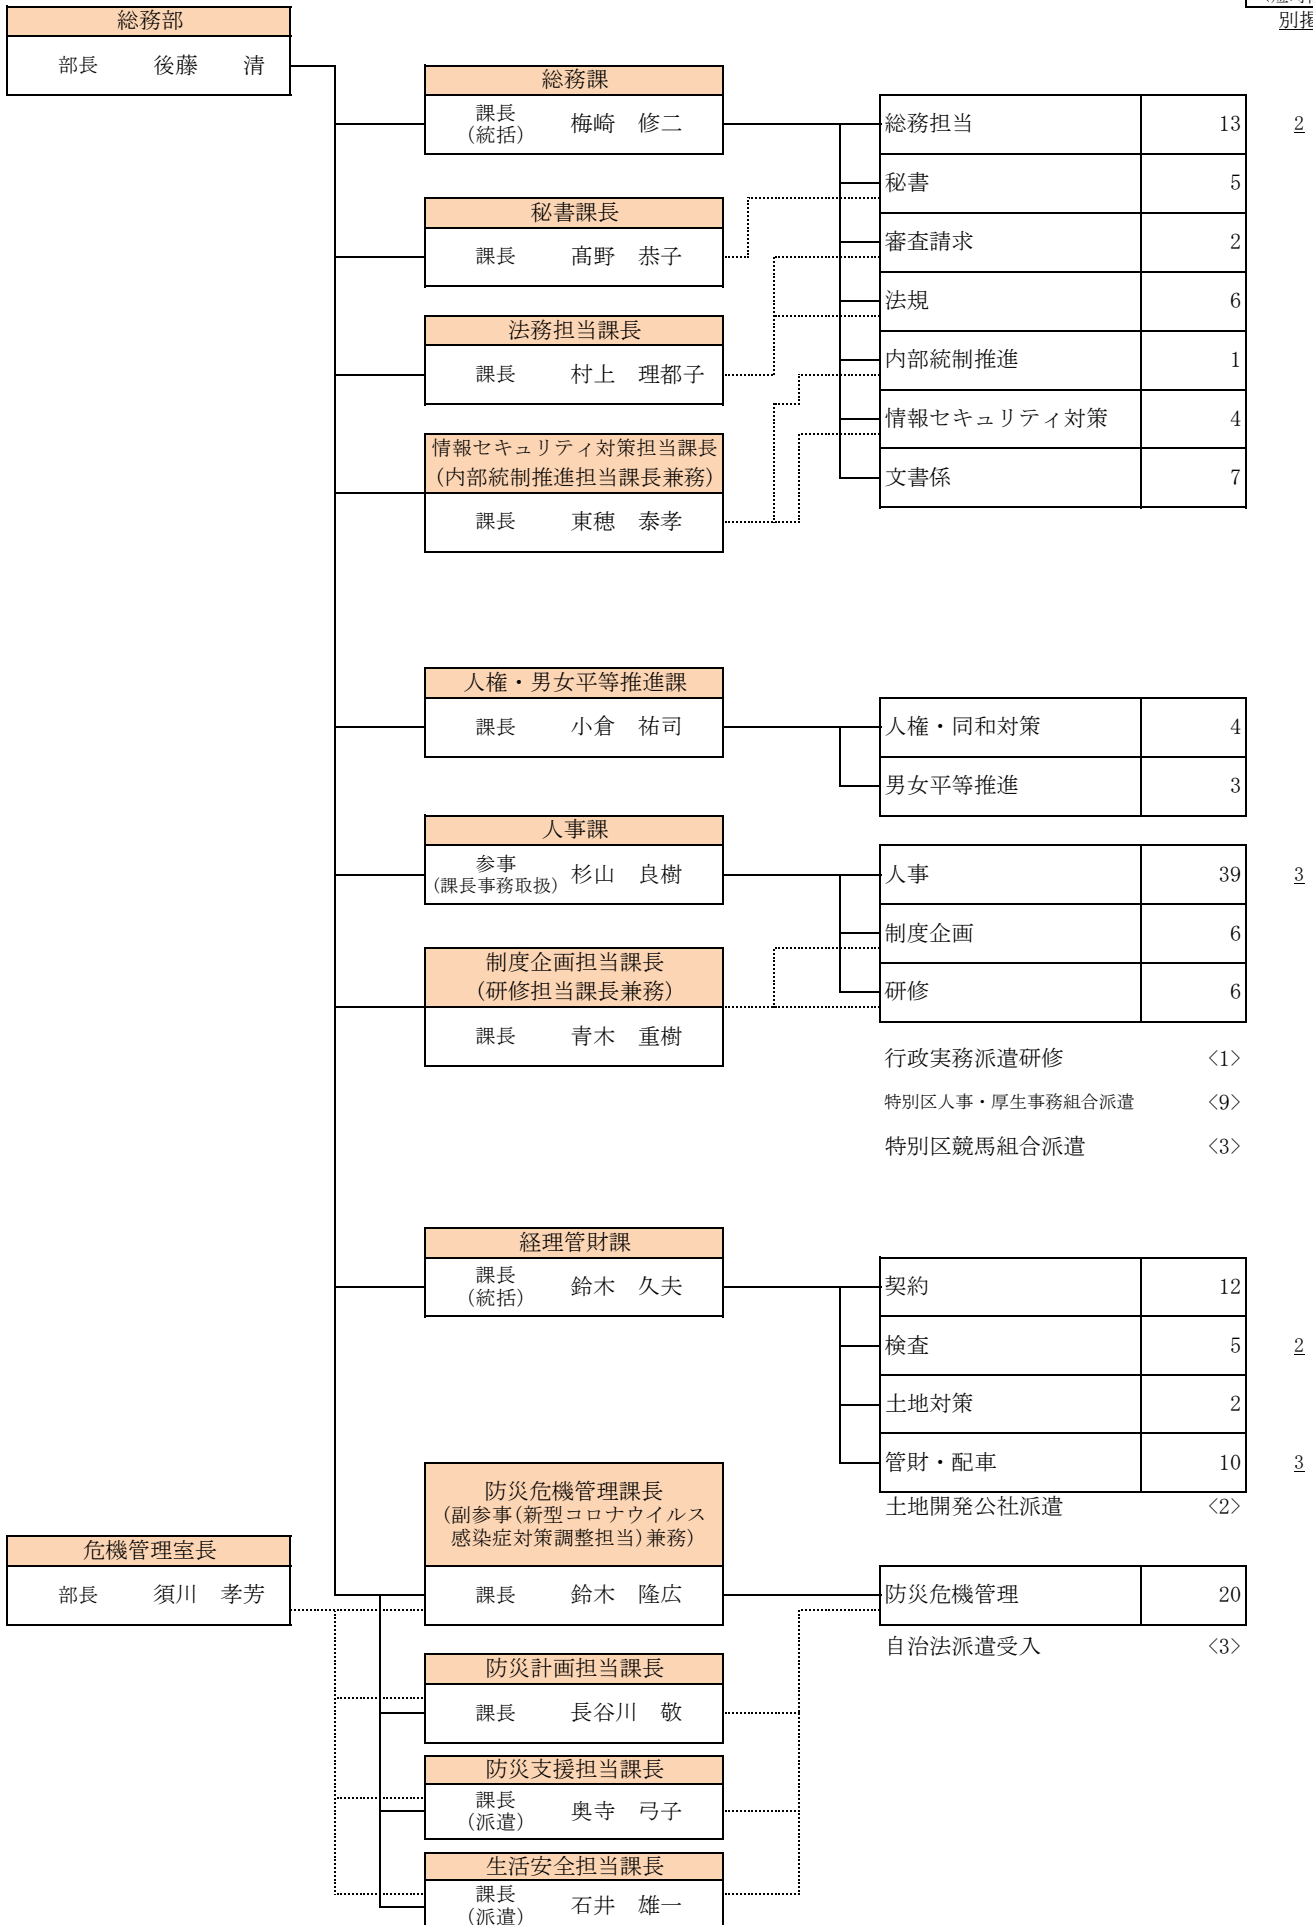 別掲
総務部
部長 後藤 清
総務課
課長
(統括)
梅崎 修二
総務担当 13 2
秘書 5
秘書課長
課長 髙野 恭子
審査請求 2
法規 6
法務担当課長
課長 村上 理都子
内部統制推進 1
情報セキュリティ対策 4
情報セキュリティ対策担当課長
(内部統制推進担当課長兼務)
課長 東穂 泰孝
文書係 7
人権・男女平等推進課
課長 小倉 祐司
人権・同和対策 4
男女平等推進 3
人事課
参事
(課長事務取扱)
杉山 良樹
人事 39 3
制度企画 6
制度企画担当課長
(研修担当課長兼務)
課長 青木 重樹
研修 6
行政実務派遣研修 <1>
特別区人事・厚生事務組合派遣 <9>
特別区競馬組合派遣 <3>
経理管財課
課長
(統括)
鈴木 久夫
契約 12
検査 5 2
土地対策 2
管財・配車 10 3
土地開発公社派遣 <2>
防災危機管理課長
(副参事(新型コロナウイルス
感染症対策調整担当)兼務)
課長 鈴木 隆広
危機管理室長
部長 須川 孝芳
防災危機管理 20
自治法派遣受入 <3>
防災計画担当課長
課長 長谷川 敬
防災支援担当課長
課長
(派遣)
奥寺 弓子
生活安全担当課長
課長
(派遣)
石井 雄一